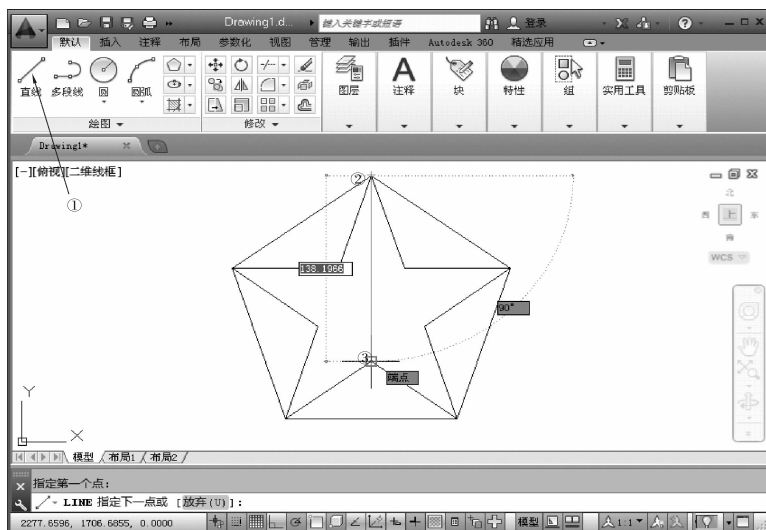 Drawing1.d...
键入关键字或短语
登录
默认 插入 注释 布局 参数化 视图 管理 输出 插件 Autodesk 360 精选应用
直线 多段线 圆 圆弧 图层 注释 块 特性 组 实用工具 剪贴板
绘图 修改
Drawing1*
[-][俯视][二维线框]
①
②
北
西 上 东
南
WCS
138.1966
90°
③
端点
Y
X
模型 布局1 布局2
指定第一个点:
LINE 指定下一点或 [放弃(U)]:
2277.6596, 1706.6855, 0.0000 模型 1:1